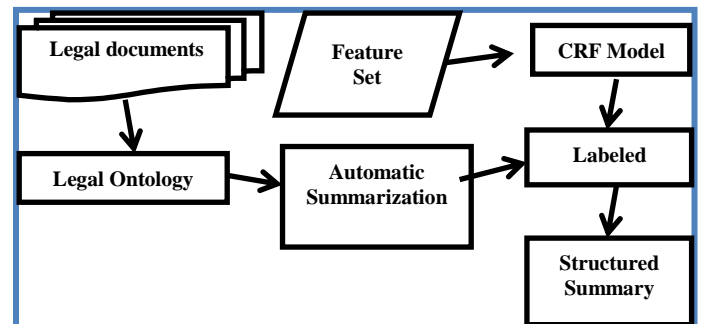 Legal documents
Feature
Set
CRF Model
Legal Ontology
Automatic
Summarization
Labeled
Structured
Summary